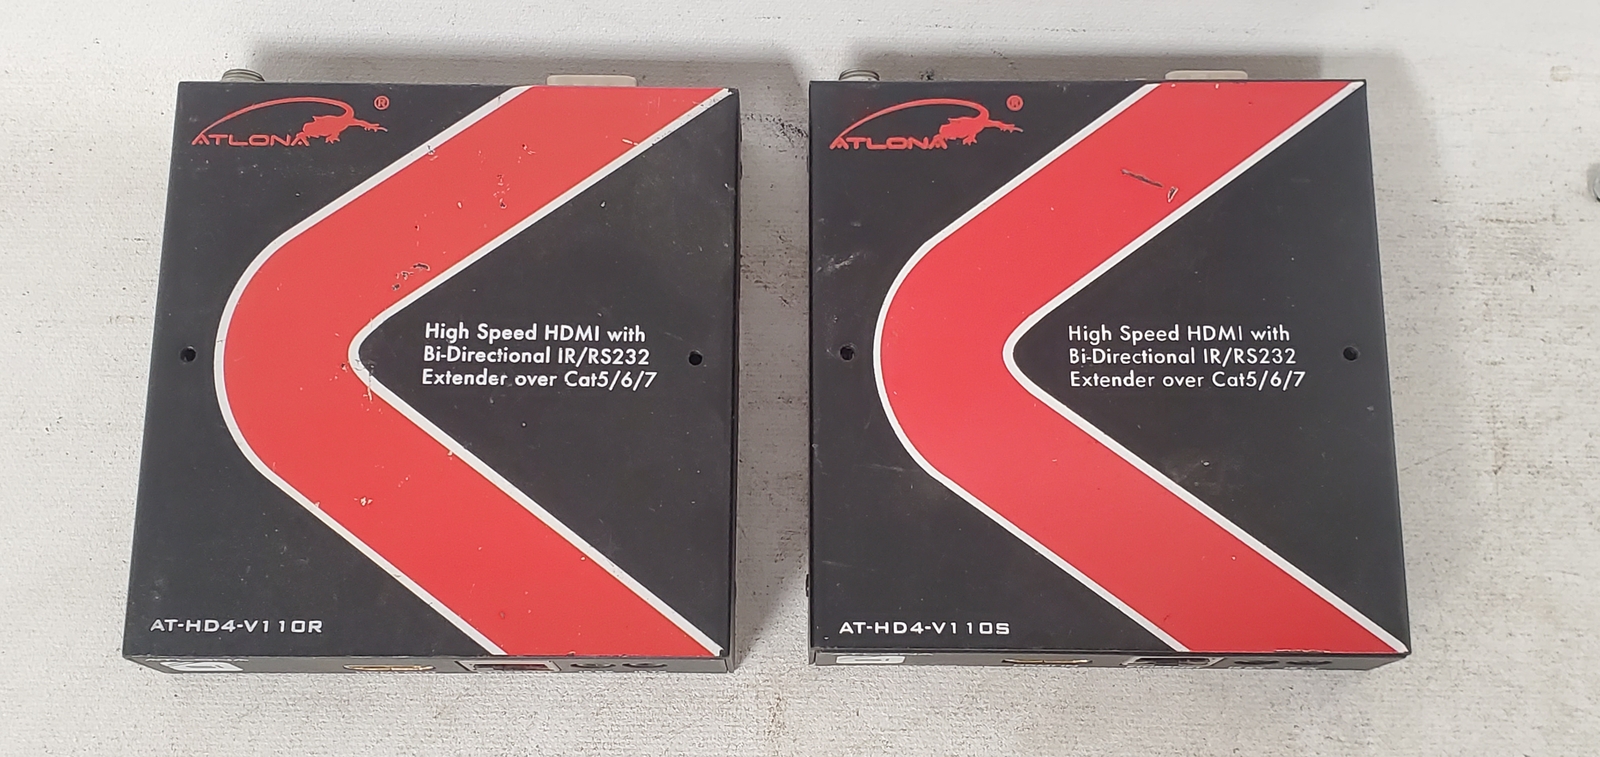 ATLONA®
High Speed HDMI with
Bi-Directional IR/RS232
Extender over Cat5/6/7
AT-HD4-V110R
ATLONA®
High Speed HDMI with
Bi-Directional IR/RS232
Extender over Cat5/6/7
AT-HD4-V110S